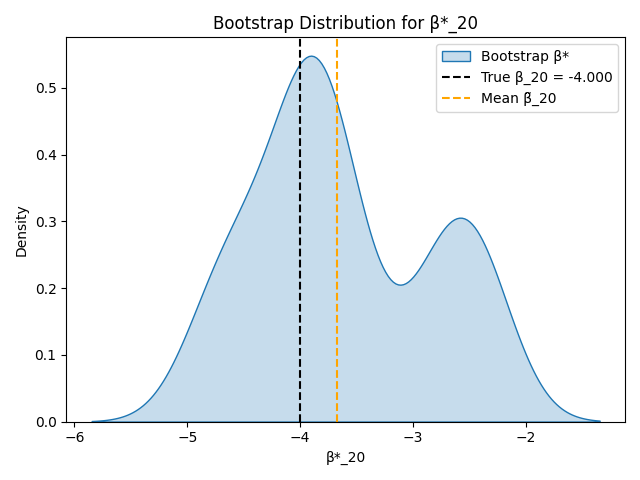 Bootstrap Distribution for β*_20
Bootstrap β*
True β_20 = -4.000
Mean β̂_20
Density
0.5
0.4
0.3
0.2
0.1
0.0
−6
−5
−4
−3
−2
β*_20